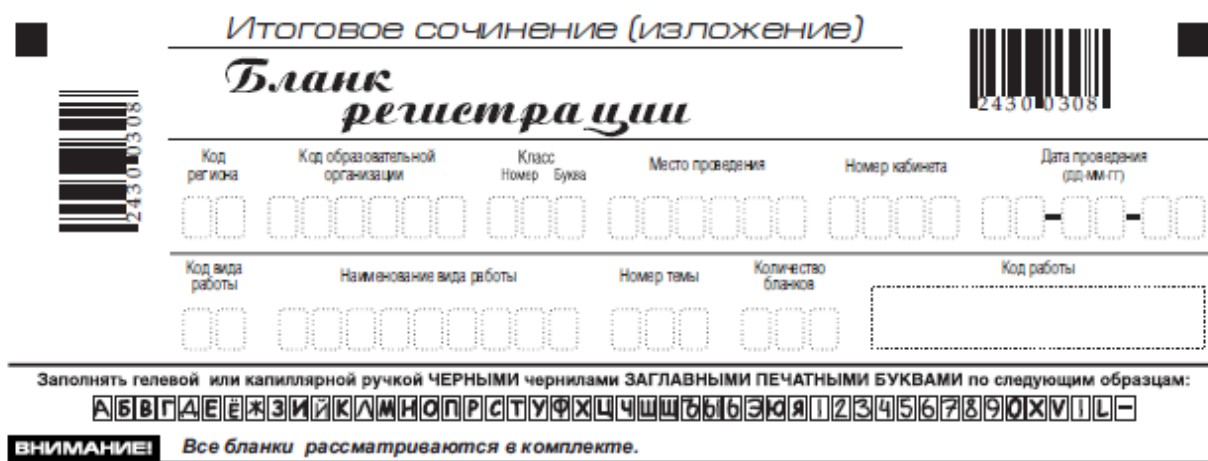 Итоговое сочинение (изложение)
Бланк
регистрации
2430 0308
2430 0308
Код региона
Код образовательной организации
Класс
Номер Буква
Место проведения
Номер кабинета
Дата проведения
(дд-мм-гг)
Код вида работы
Наименование вида работы
Номер темы
Количество бланков
Код работы
Заполнять гелевой или капиллярной ручкой ЧЕРНЫМИ чернилами ЗАГЛАВНЫМИ ПЕЧАТНЫМИ БУКВАМИ по следующим образцам:
АБВГДЕЁЖЗИЙКЛМНОПРСТУФХЦЧШЩЪЫЬЭЮЯ1234567890XVIL-
ВНИМАНИЕ! Все бланки рассматриваются в комплекте.